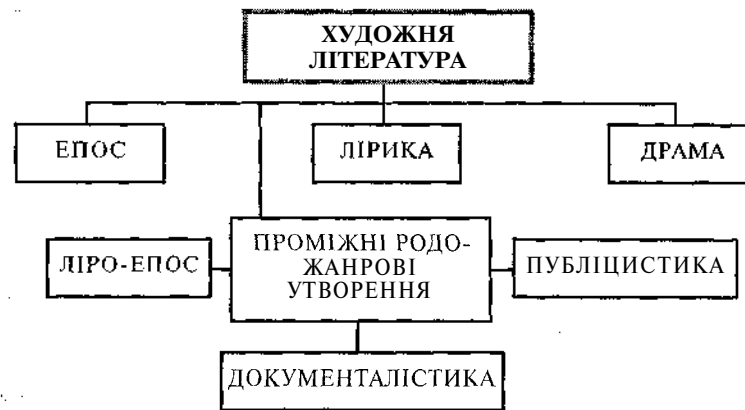 ХУДОЖНЯ
ЛІТЕРАТУРА
ЕПОС
ЛІРИКА
ДРАМА
ПРОМІЖНІ РОДО-
ЖАНРОВІ
УТВОРЕННЯ
ЛІРО-ЕПОС
ПУБЛІЦИСТИКА
ДОКУМЕНТАЛІСТИКА